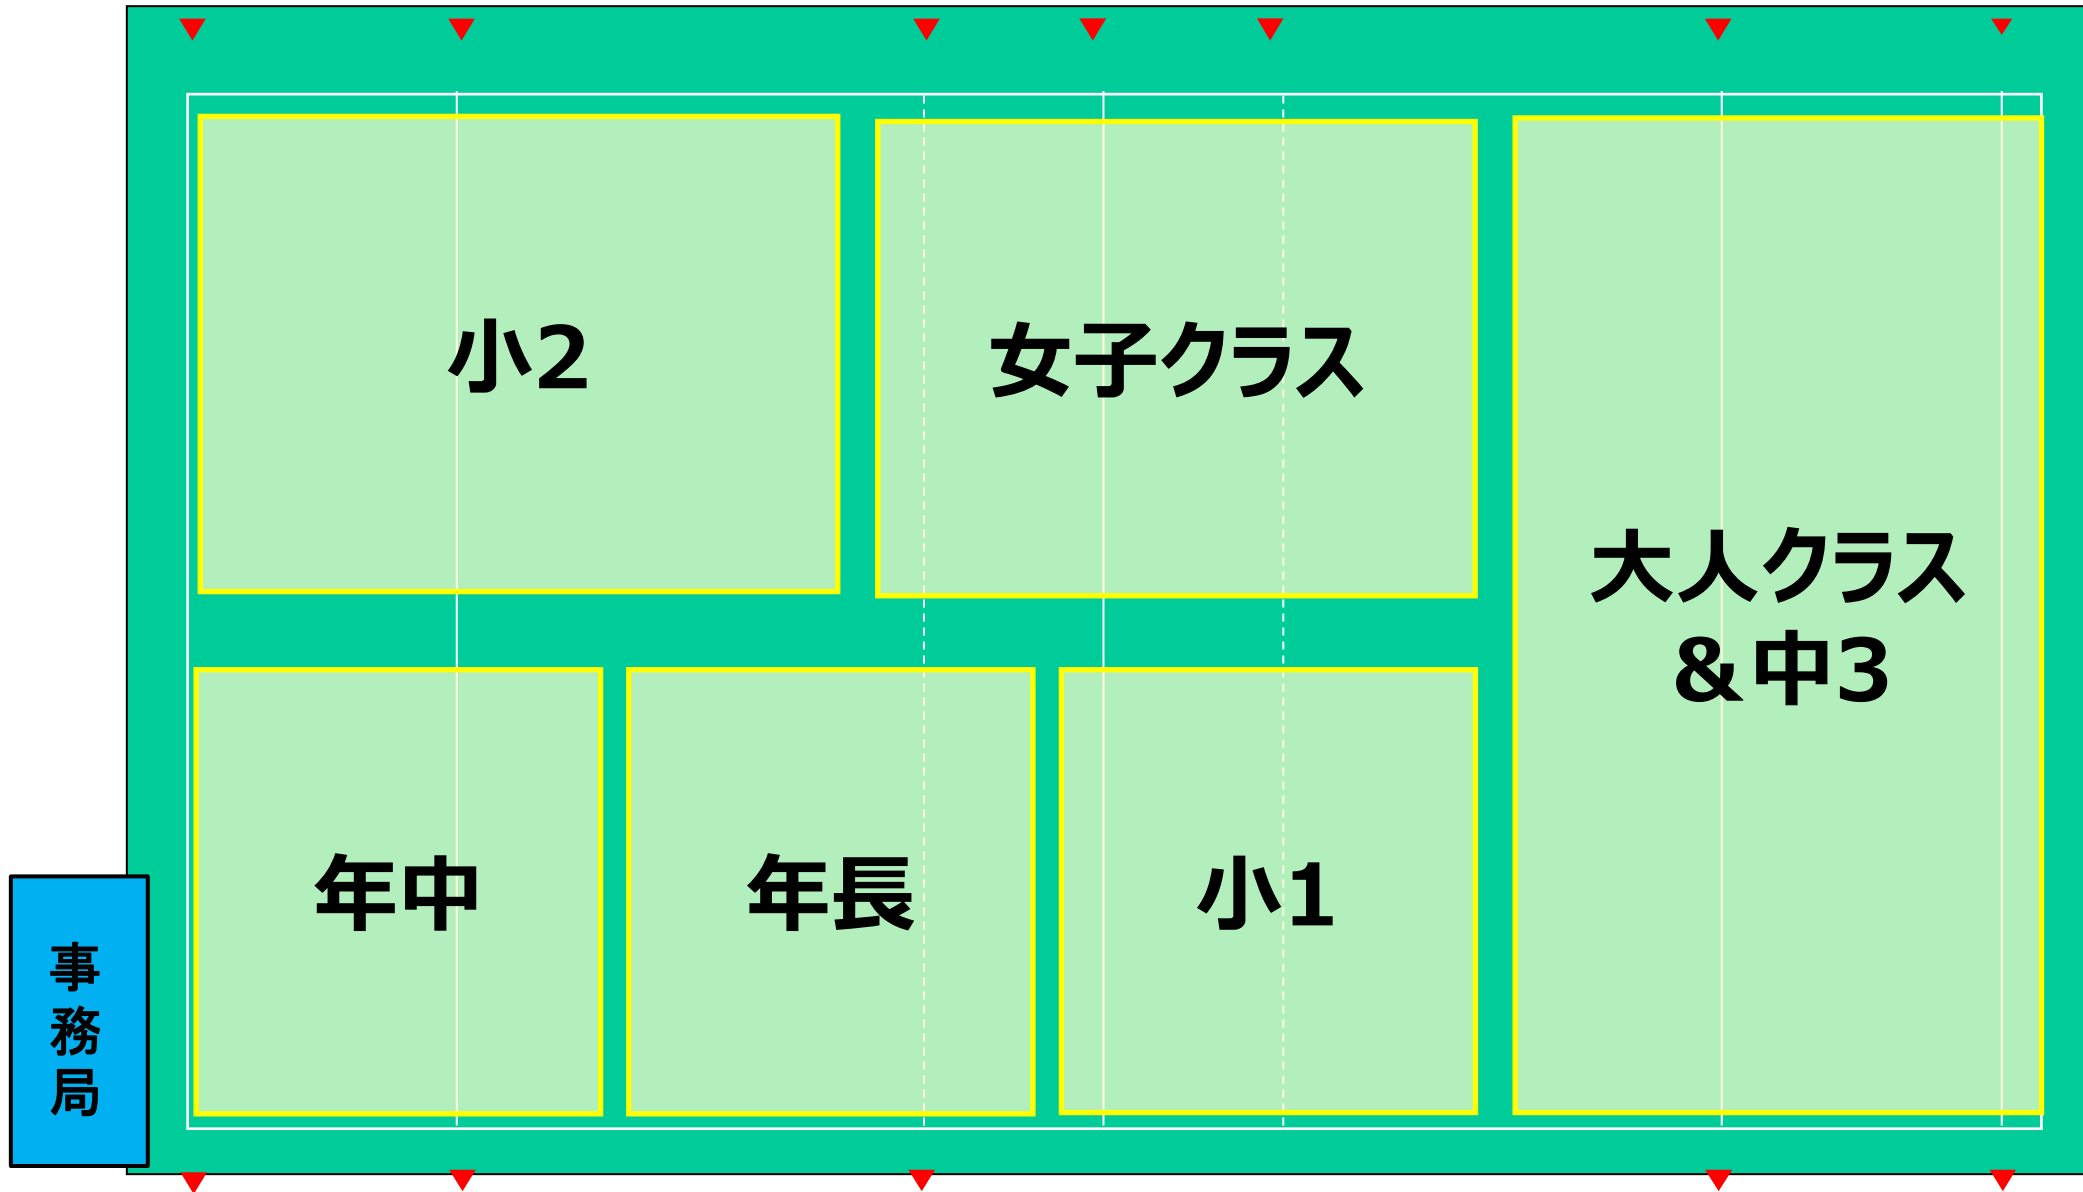 小2
女子クラス
大人クラス
＆中3
年中
年長
小1
事務局